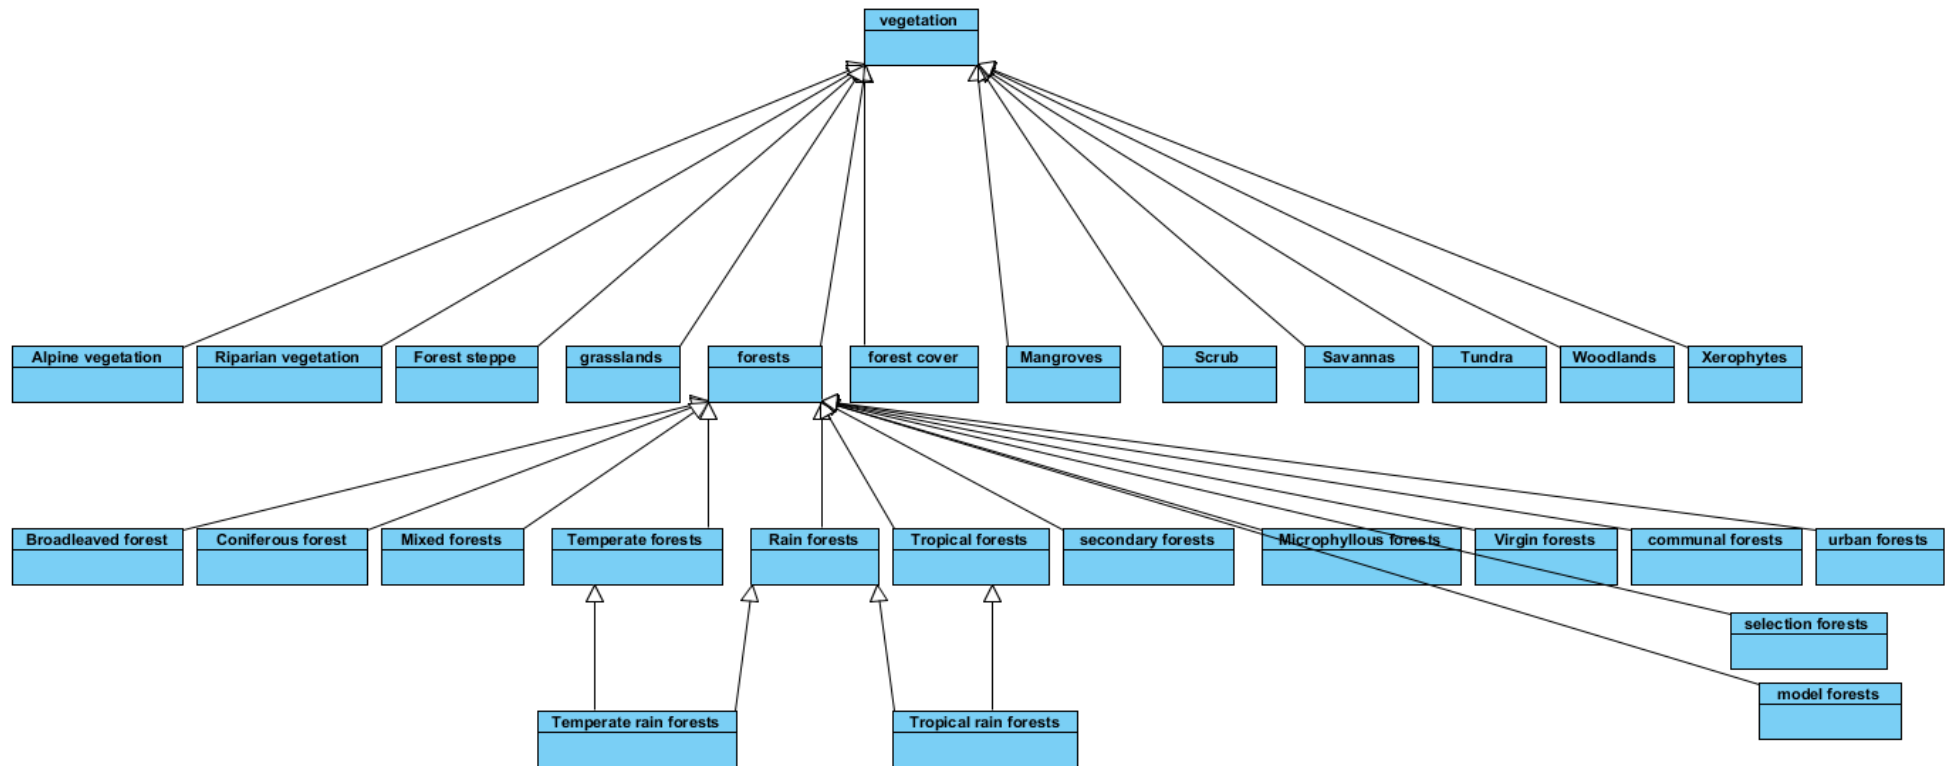 vegetation
Alpine vegetation
Riparian vegetation
Forest steppe
grasslands
forests
forest cover
Mangroves
Scrub
Savannas
Tundra
Woodlands
Xerophytes
Broadleaved forest
Coniferous forest
Mixed forests
Temperate forests
Rain forests
Tropical forests
secondary forests
Microphyllous forests
Virgin forests
communal forests
urban forests
selection forests
model forests
Temperate rain forests
Tropical rain forests